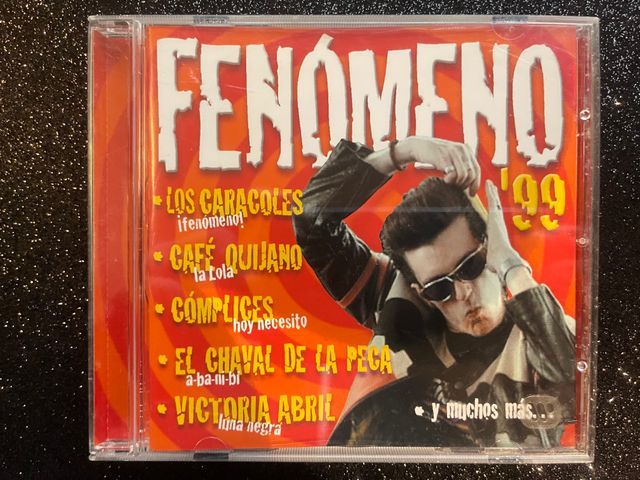 FENÓMENO
'99
• LOS CARACOLES
¡fenómeno!
• CAFÉ QUIJANO
la Lola
• CÓMPLICES
hoy necesito
• EL CHAVAL DE LA PECA
a-ba-ni-bi
• VICTORIA ABRIL
luna negra
• y muchos más...